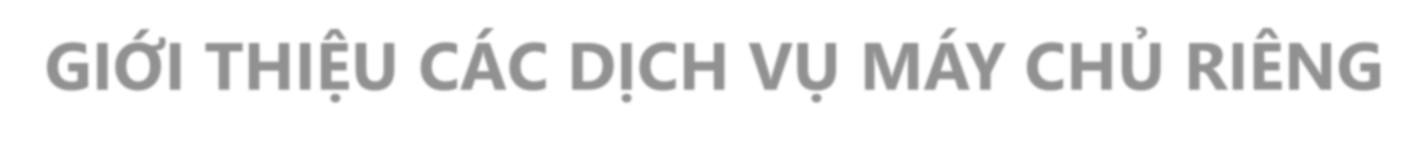 GIỚI THIỆU CÁC DỊCH VỤ MÁY CHỦ RIÊNG